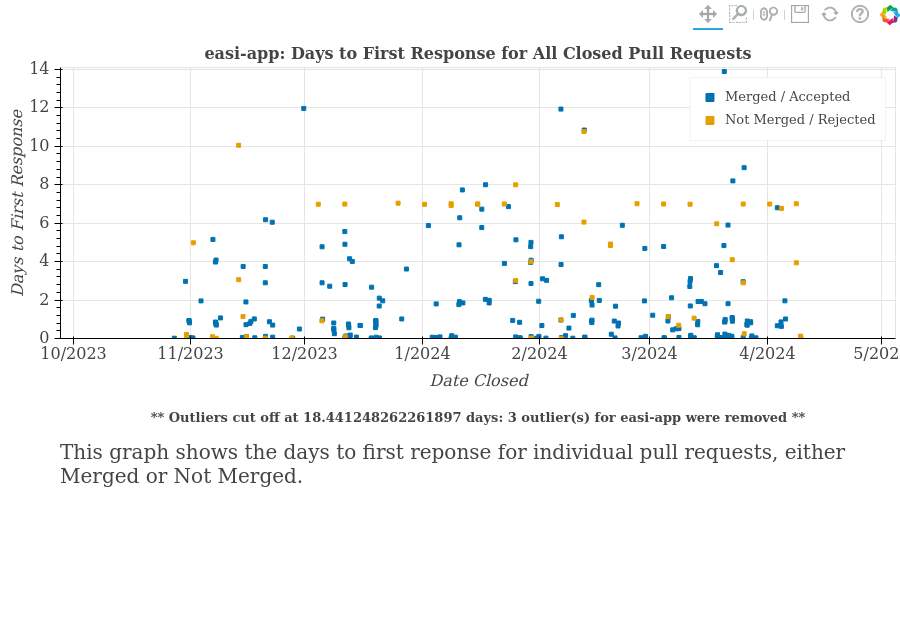 easi-app: Days to First Response for All Closed Pull Requests
14
12
10
8
6
4
2
0
Days to First Response
Merged / Accepted
Not Merged / Rejected
10/2023
11/2023
12/2023
1/2024
2/2024
3/2024
4/2024
5/202
Date Closed
** Outliers cut off at 18.441248262261897 days: 3 outlier(s) for easi-app were removed **
This graph shows the days to first reponse for individual pull requests, either
Merged or Not Merged.